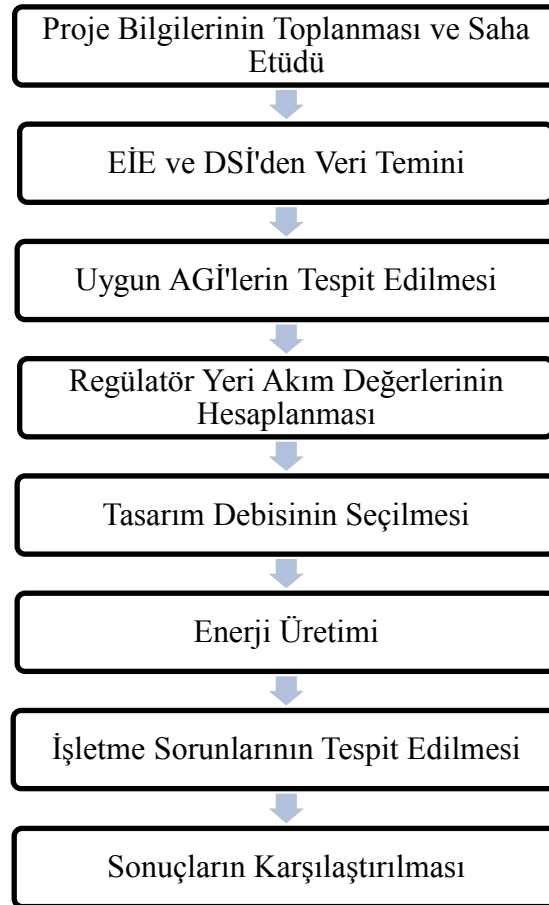 Proje Bilgilerinin Toplanması ve Saha
Etüdü
EİE ve DSİ'den Veri Temini
Uygun AGİ'lerin Tespit Edilmesi
Regülatör Yeri Akım Değerlerinin
Hesaplanması
Tasarım Debisinin Seçilmesi
Enerji Üretimi
İşletme Sorunlarının Tespit Edilmesi
Sonuçların Karşılaştırılması